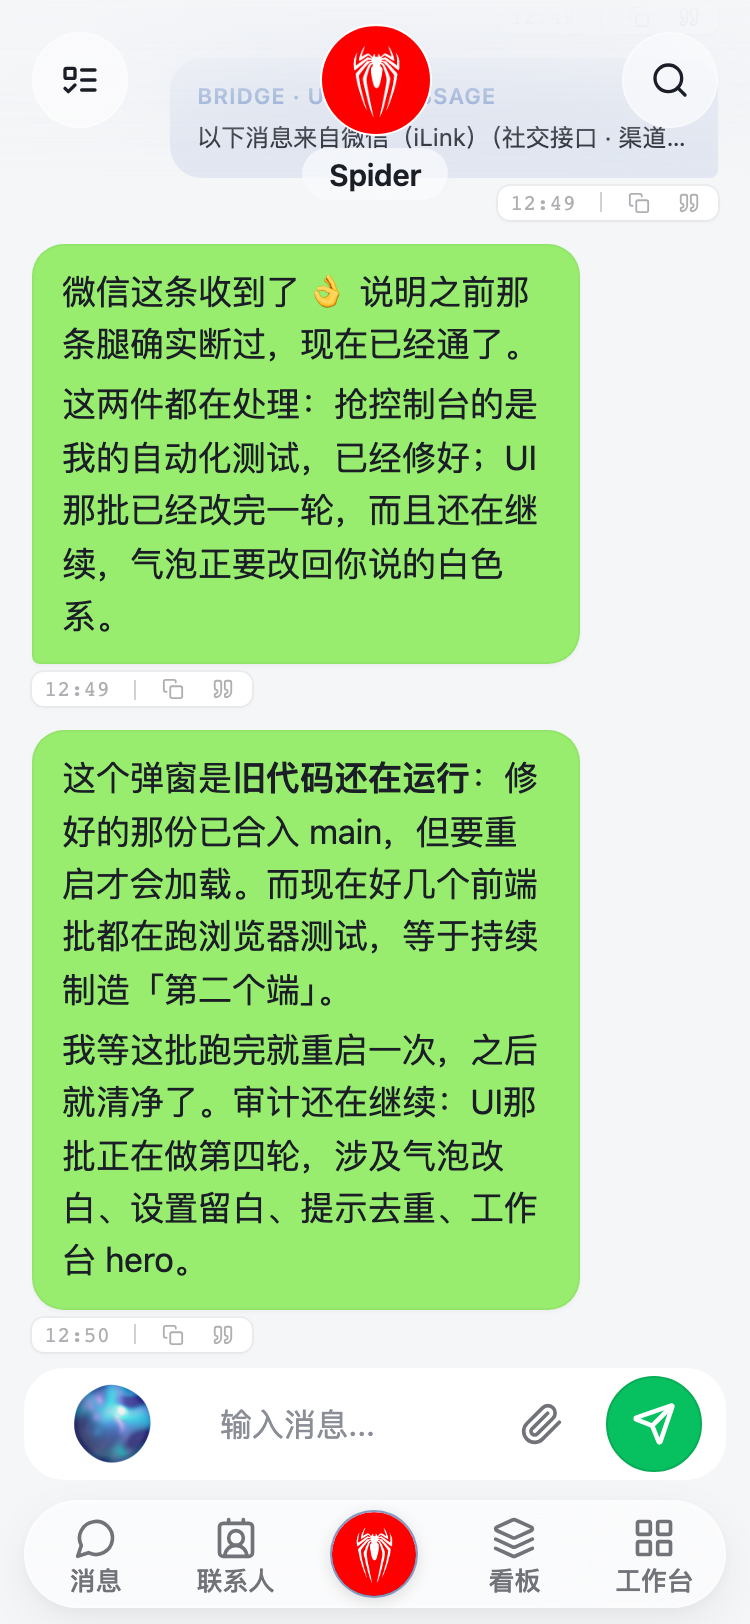 BRIDGE · U
SAGE
以下消息来自微信（iLink）（社交接口 · 渠道...
Spider
12:49
微信这条收到了 👌 说明之前那
条腿确实断过，现在已经通了。
这两件都在处理：抢控制台的是
我的自动化测试，已经修好；UI
那批已经改完一轮，而且还在继
续，气泡正要改回你说的白色
系。
12:49
这个弹窗是旧代码还在运行：修
好的那份已合入 main，但要重
启才会加载。而现在好几个前端
批都在跑浏览器测试，等于持续
制造「第二个端」。
我等这批跑完就重启一次，之后
就清净了。审计还在继续：UI那
批正在做第四轮，涉及气泡改
白、设置留白、提示去重、工作
台 hero。
12:50
输入消息...
消息
联系人
看板
工作台